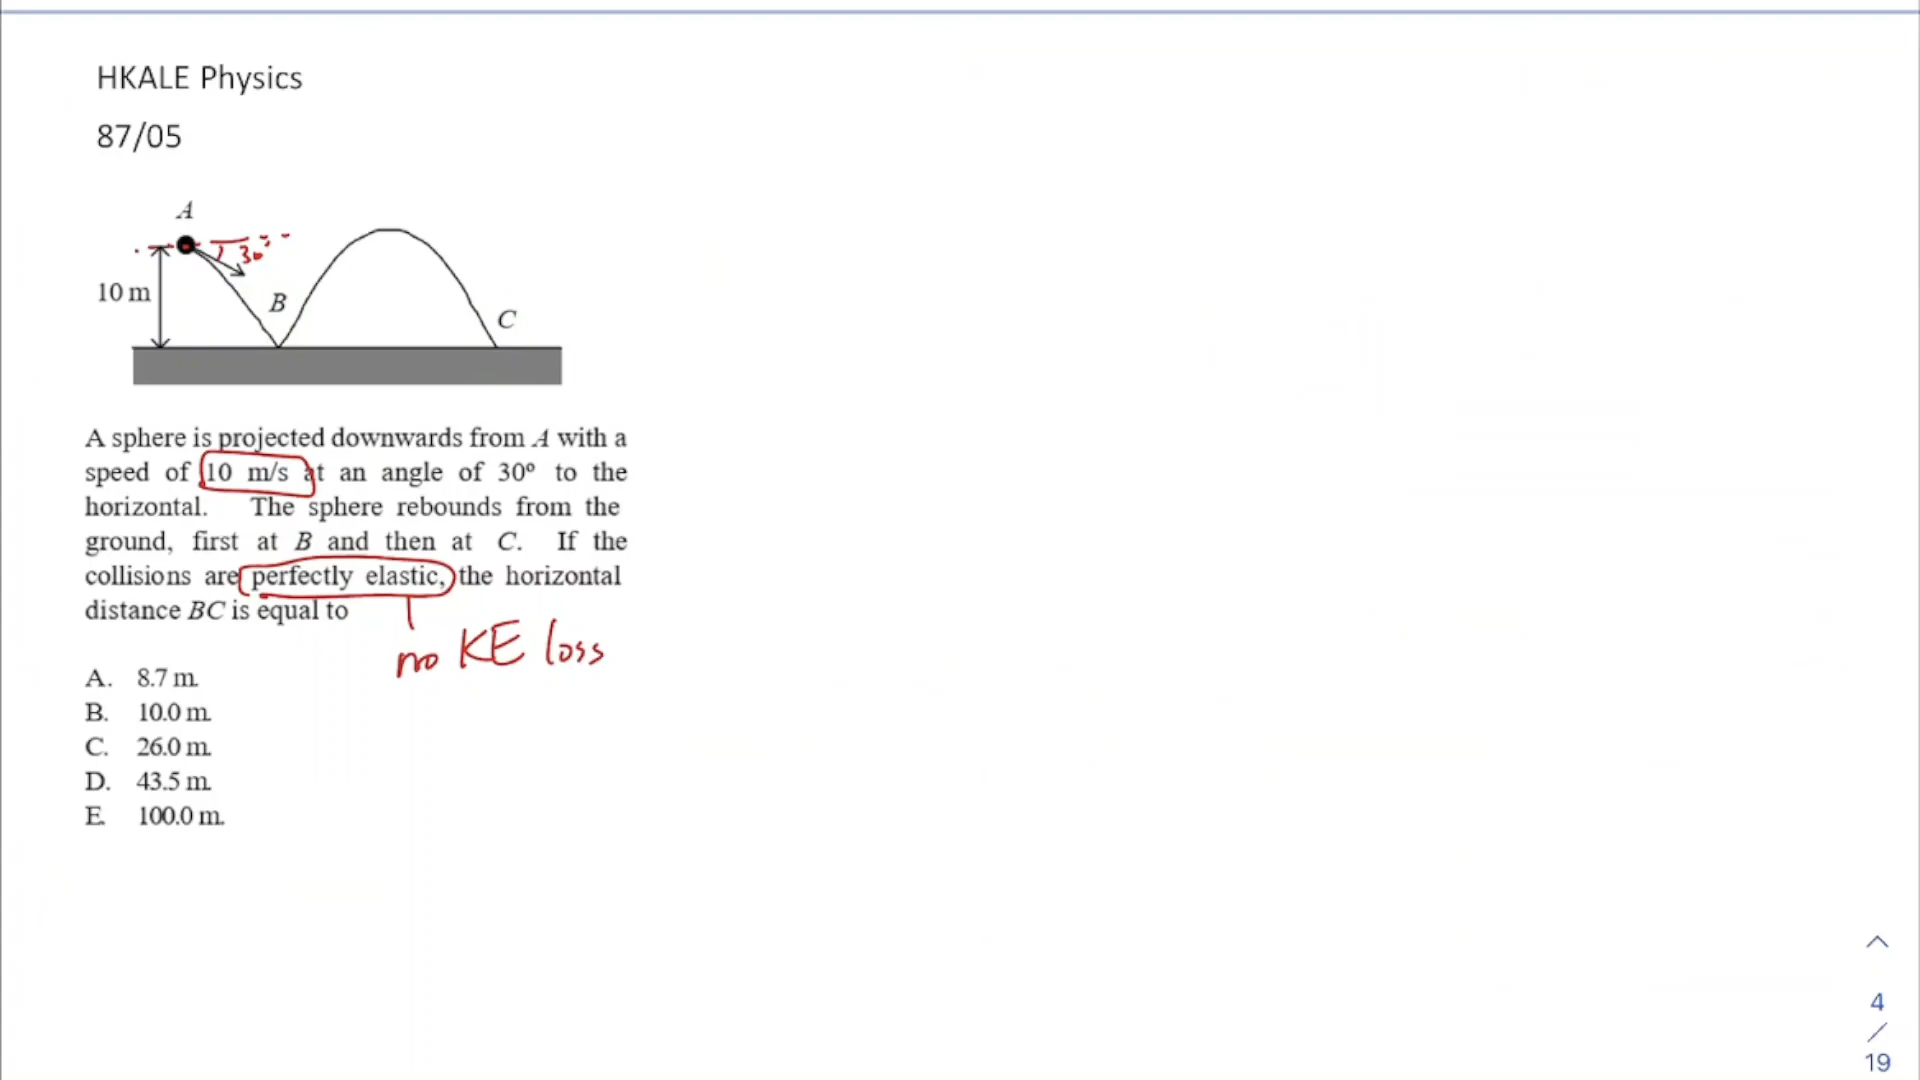 HKALE Physics
87/05
A
30°
10 m
B
C
A sphere is projected downwards from A with a
speed of 10 m/s at an angle of 30º to the
horizontal. The sphere rebounds from the
ground, first at B and then at C. If the
collisions are perfectly elastic, the horizontal
distance BC is equal to
no KE loss
A. 8.7 m.
B. 10.0 m.
C. 26.0 m.
D. 43.5 m.
E. 100.0 m.
4
/
19